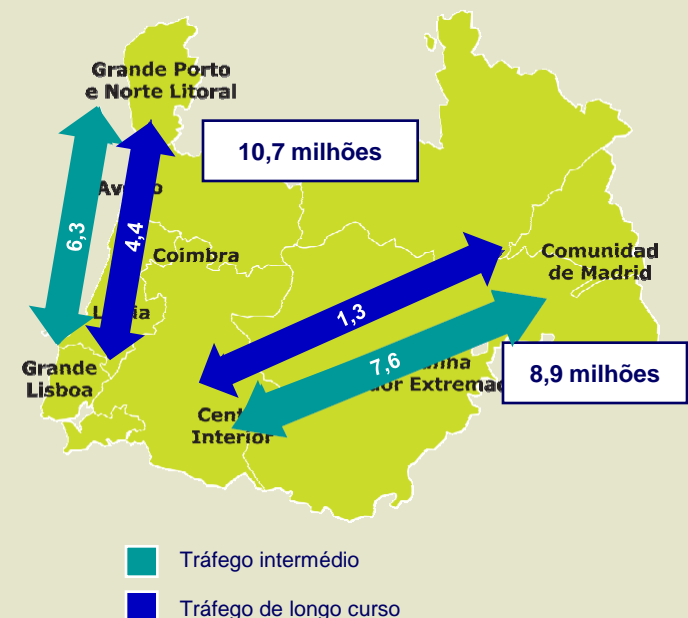 Grande Porto
e Norte Litoral
10,7 milhões
6,3
4,4
Coimbra
Comunidad
de Madrid
1,3
7,6
Grande
Lisboa
8,9 milhões
Interior
Tráfego intermédio
Tráfego de longo curso